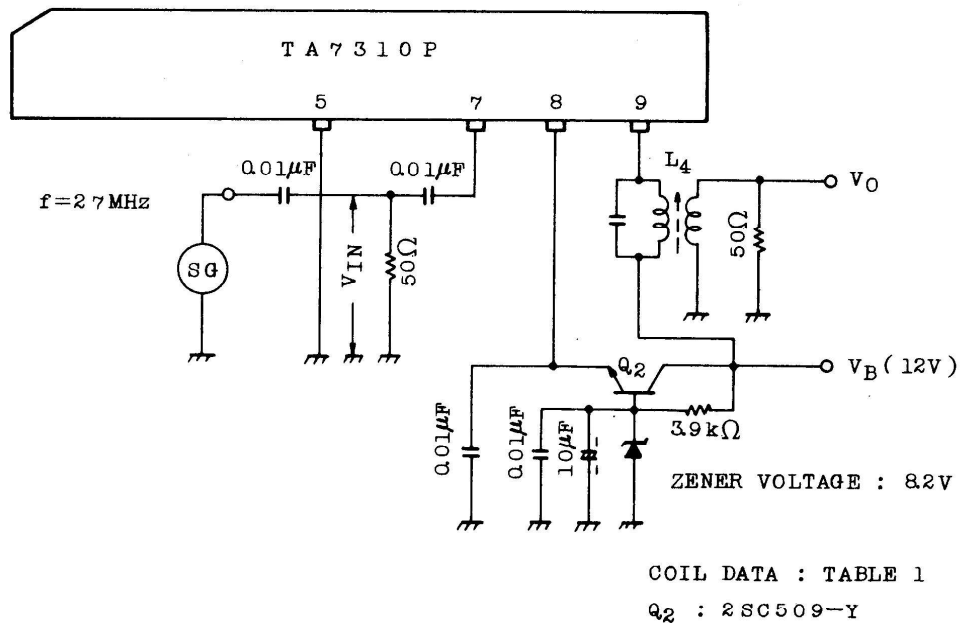 TA7310P
5 7 8 9
0.01μF 0.01μF
L4
f=27MHz
VO
SG
VIN
50Ω
50Ω
Q2
VB(12V)
0.01μF
0.01μF
10μF
3.9kΩ
ZENER VOLTAGE : 8.2V
COIL DATA : TABLE 1
Q2 : 2SC509-Y